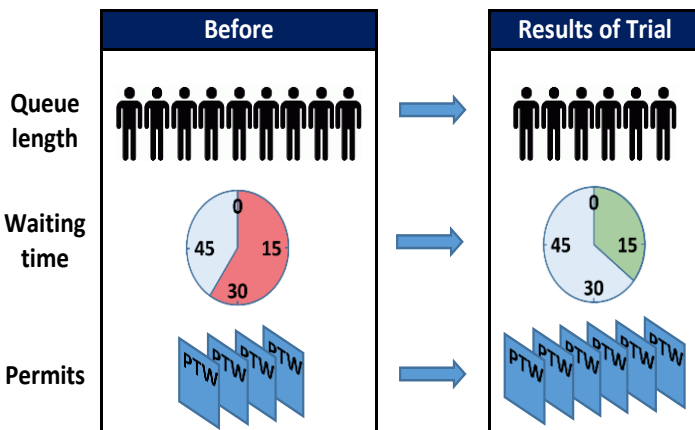 Before
Results of Trial
Queue
length
Waiting
time
0
15
30
45
0
15
30
45
Permits
PTW
PTW
PTW
PTW
PTW
PTW
PTW
PTW
PTW
PTW